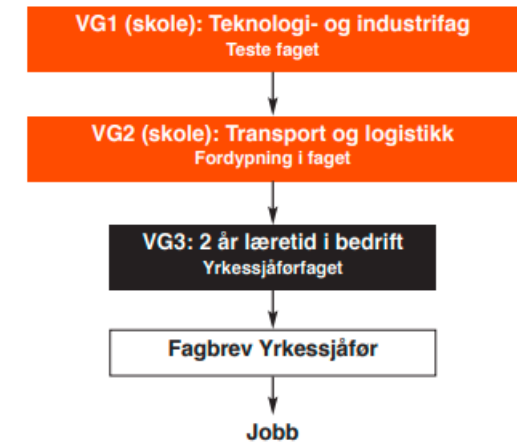 VG1 (skole): Teknologi- og industrifag
Teste faget
VG2 (skole): Transport og logistikk
Fordypning i faget
VG3: 2 år læretid i bedrift
Yrkessjåførfaget
Fagbrev Yrkessjåfør
Jobb